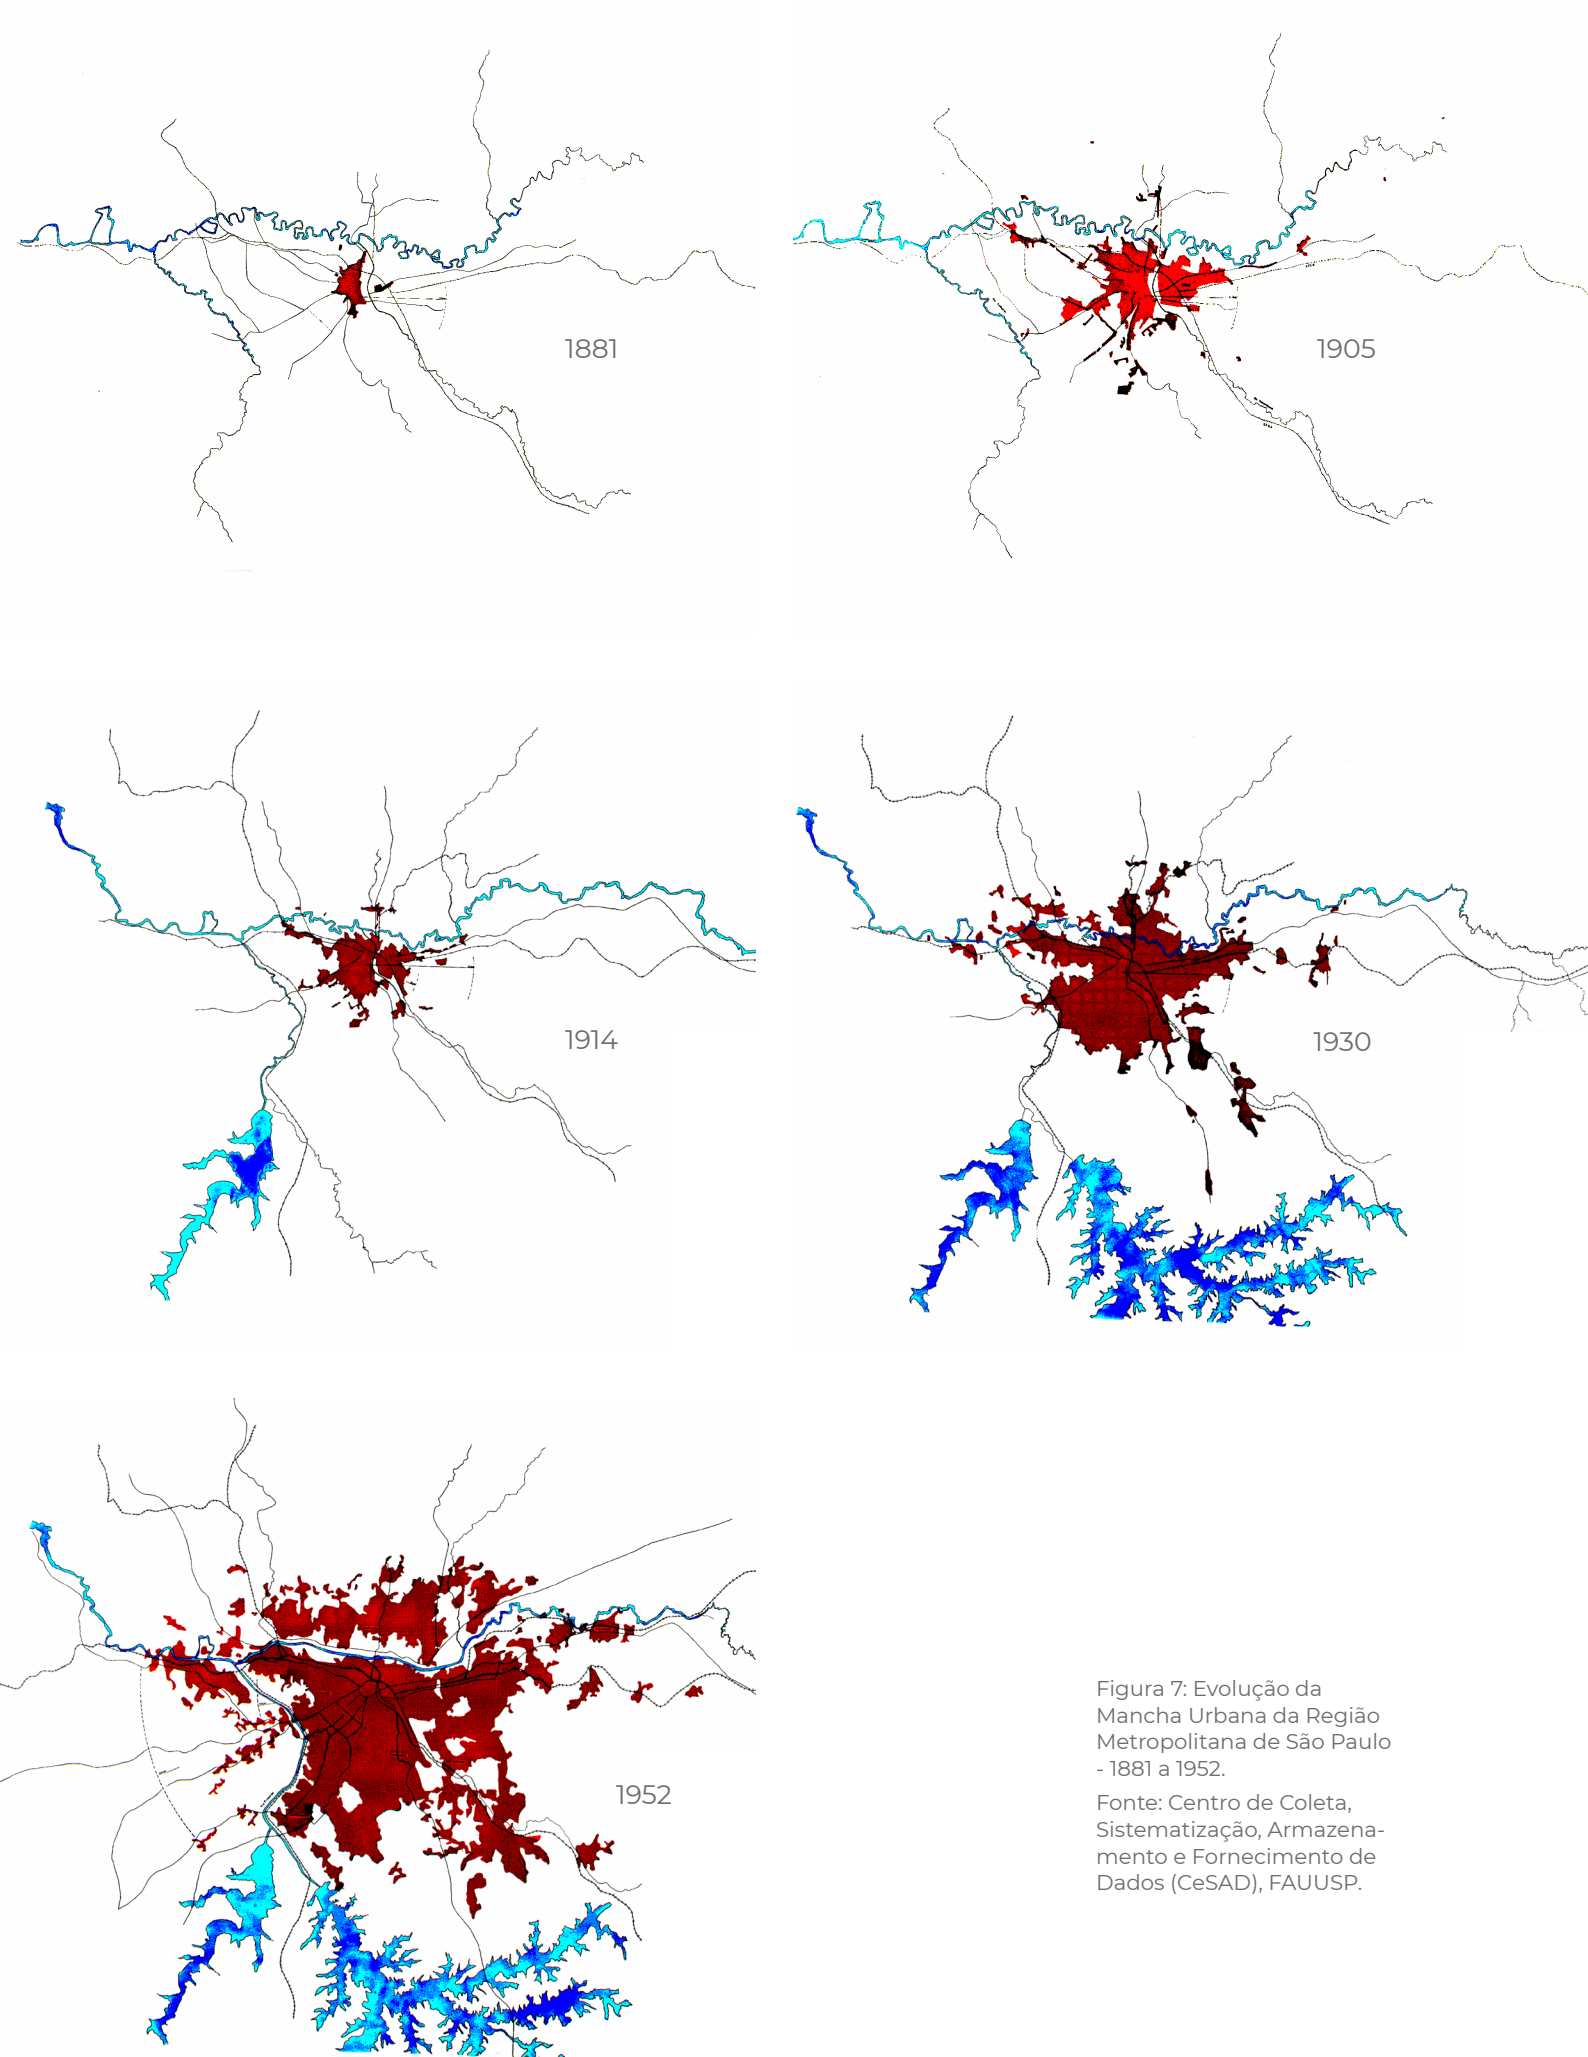 1881
1905
1914
1930
1952
Figura 7: Evolução da
Mancha Urbana da Região
Metropolitana de São Paulo
- 1881 a 1952.
Fonte: Centro de Coleta,
Sistematização, Armazena-
mento e Fornecimento de
Dados (CeSAD), FAUUSP.